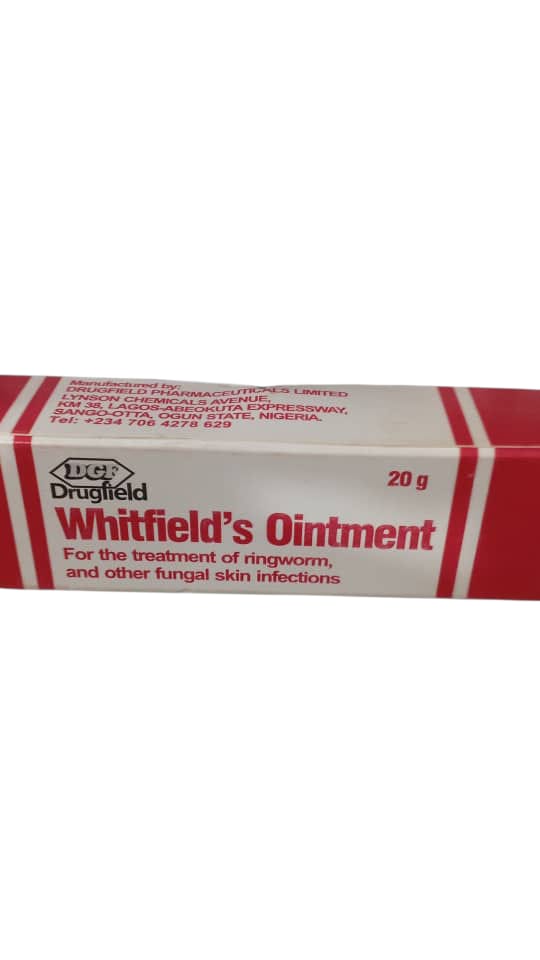 Manufactured by:
DRUGFIELD PHARMACEUTICALS LIMITED
LYNSON CHEMICALS AVENUE,
KM 38, LAGOS-ABEOKUTA EXPRESSWAY,
SANGO-OTTA, OGUN STATE, NIGERIA.
Tel: +234 706 4278 629
DGF
Drugfield
20 g
Whitfield's Ointment
For the treatment of ringworm,
and other fungal skin infections